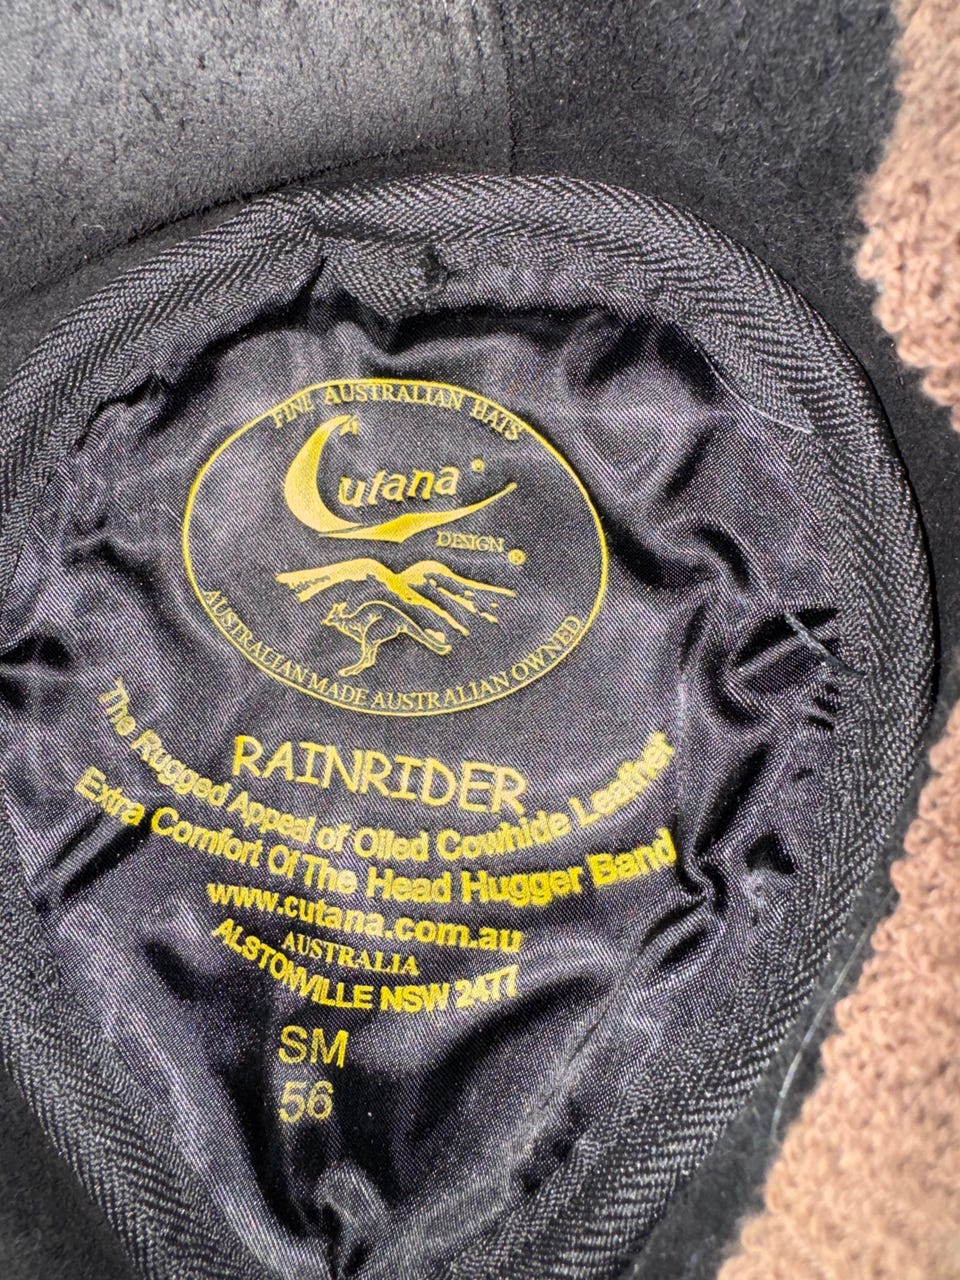 FINE AUSTRALIAN HATS
Cutana®
DESIGN®
AUSTRALIAN MADE AUSTRALIAN OWNED
RAINRIDER
The Rugged Appeal of Oiled Cowhide Leather
Extra Comfort Of The Head Hugger Band
www.cutana.com.au
AUSTRALIA
ALSTONVILLE NSW 2477
SM
56